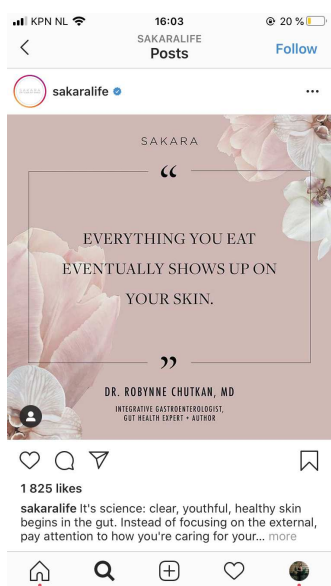 KPN NL
16:03
20 %
SAKARALIFE
Posts
Follow
sakaralife
SAKARA
“
EVERYTHING YOU EAT
EVENTUALLY SHOWS UP ON
YOUR SKIN.
”
DR. ROBYNNE CHUTKAN, MD
INTEGRATIVE GASTROENTEROLOGIST,
GUT HEALTH EXPERT + AUTHOR
1 825 likes
sakaralife It's science: clear, youthful, healthy skin
begins in the gut. Instead of focusing on the external,
pay attention to how you're caring for your... more